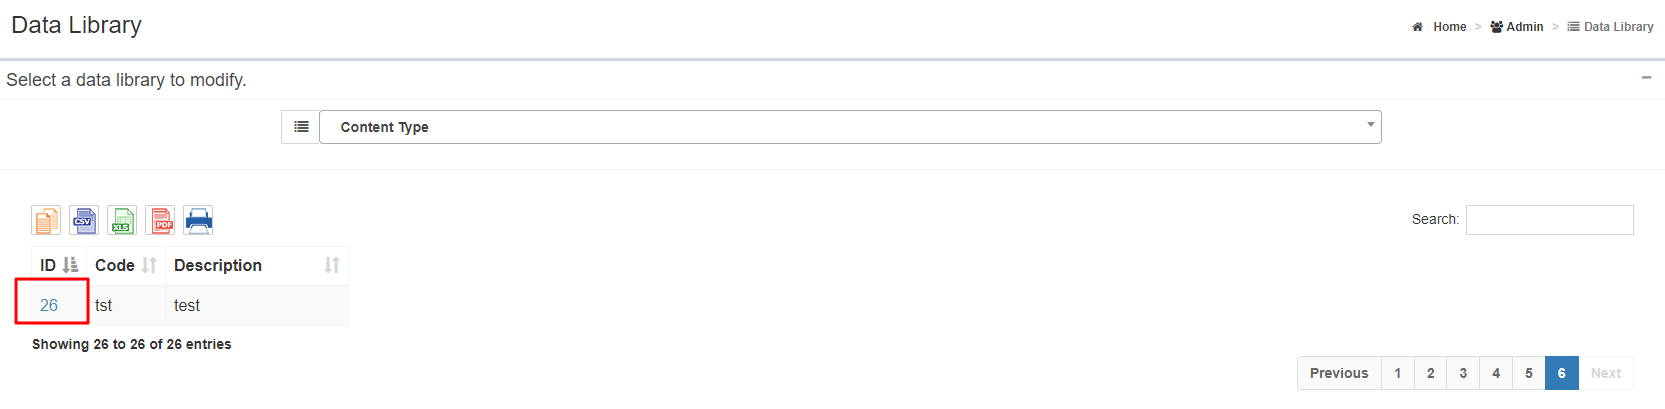 Data Library
Home > Admin > Data Library
Select a data library to modify.
Content Type
CSV XLS PDF
Search:
ID Code Description
26 tst test
Showing 26 to 26 of 26 entries
Previous 1 2 3 4 5 6 Next